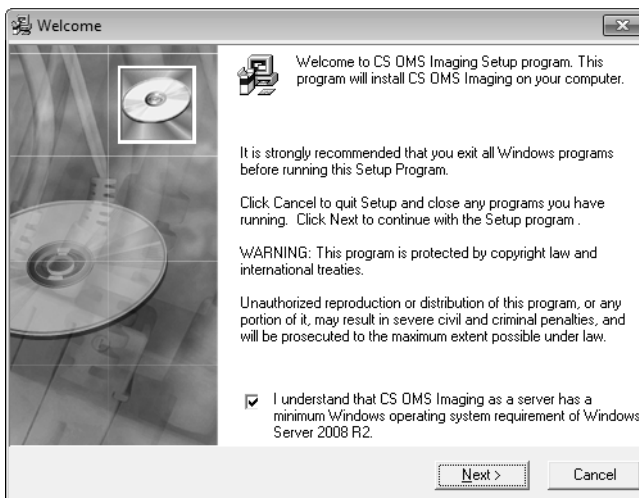 Welcome
Welcome to CS OMS Imaging Setup program. This
program will install CS OMS Imaging on your computer.
It is strongly recommended that you exit all Windows programs
before running this Setup Program.
Click Cancel to quit Setup and close any programs you have
running. Click Next to continue with the Setup program .
WARNING: This program is protected by copyright law and
international treaties.
Unauthorized reproduction or distribution of this program, or any
portion of it, may result in severe civil and criminal penalties, and
will be prosecuted to the maximum extent possible under law.
I understand that CS OMS Imaging as a server has a
minimum Windows operating system requirement of Windows
Server 2008 R2.
Next >
Cancel